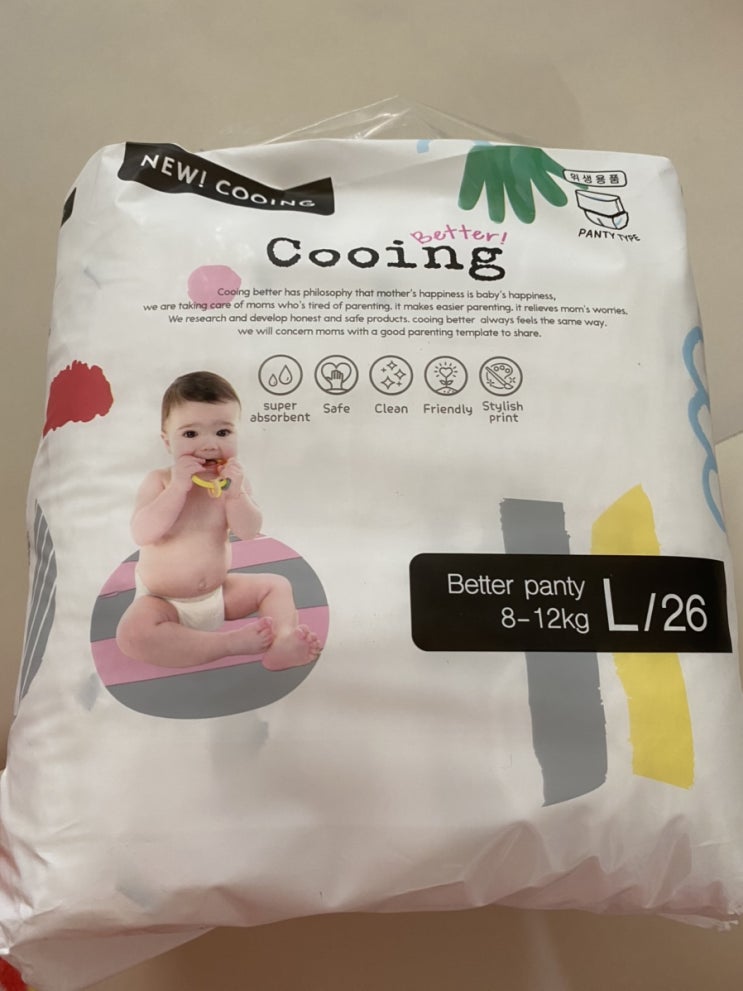 NEW! COOING
위생용품
PANTY TYPE
Better!
Cooing
Cooing better has philosophy that mother's happiness is baby's happiness,
we are taking care of moms who's tired of parenting. it makes easier parenting. it relieves mom's worries.
We research and develop honest and safe products. cooing better always feels the same way.
we will concern moms with a good parenting template to share.
super
absorbent
Safe
Clean
Friendly
Stylish
print
Better panty
8-12kg
L/26